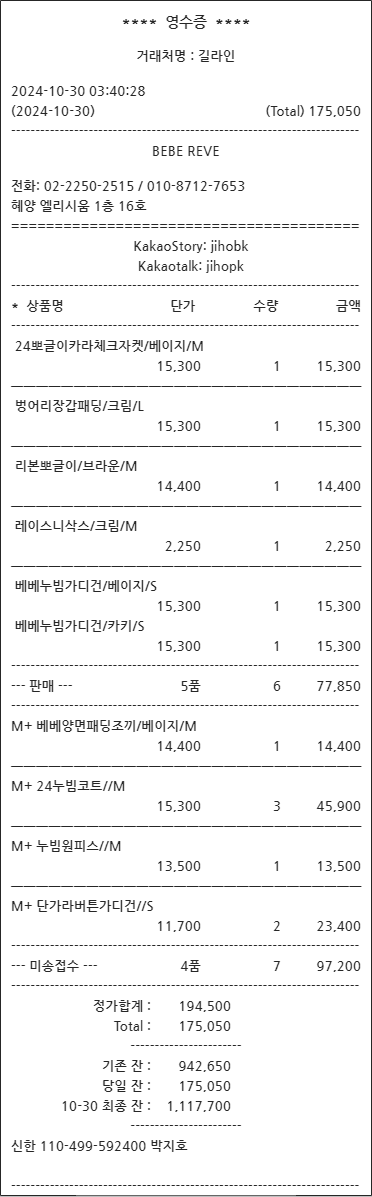 **** 영수증 ****
거래처명 : 길라인
2024-10-30 03:40:28
(2024-10-30) (Total) 175,050
BEBE REVE
전화: 02-2250-2515 / 010-8712-7653
혜양 엘리시움 1층 16호
KakaoStory: jihobk
Kakaotalk: jihopk
* 상품명 단가 수량 금액
24뽀글이카라체크자켓/베이지/M
15,300 1 15,300
벙어리장갑패딩/크림/L
15,300 1 15,300
리본뽀글이/브라운/M
14,400 1 14,400
레이스니삭스/크림/M
2,250 1 2,250
베베누빔가디건/베이지/S
15,300 1 15,300
베베누빔가디건/카키/S
15,300 1 15,300
--- 판매 --- 5품 6 77,850
M+ 베베양면패딩조끼/베이지/M
14,400 1 14,400
M+ 24누빔코트//M
15,300 3 45,900
M+ 누빔원피스//M
13,500 1 13,500
M+ 단가라버튼가디건//S
11,700 2 23,400
--- 미송접수 --- 4품 7 97,200
정가합계 : 194,500
Total : 175,050
기존 잔 : 942,650
당일 잔 : 175,050
10-30 최종 잔 : 1,117,700
신한 110-499-592400 박지호